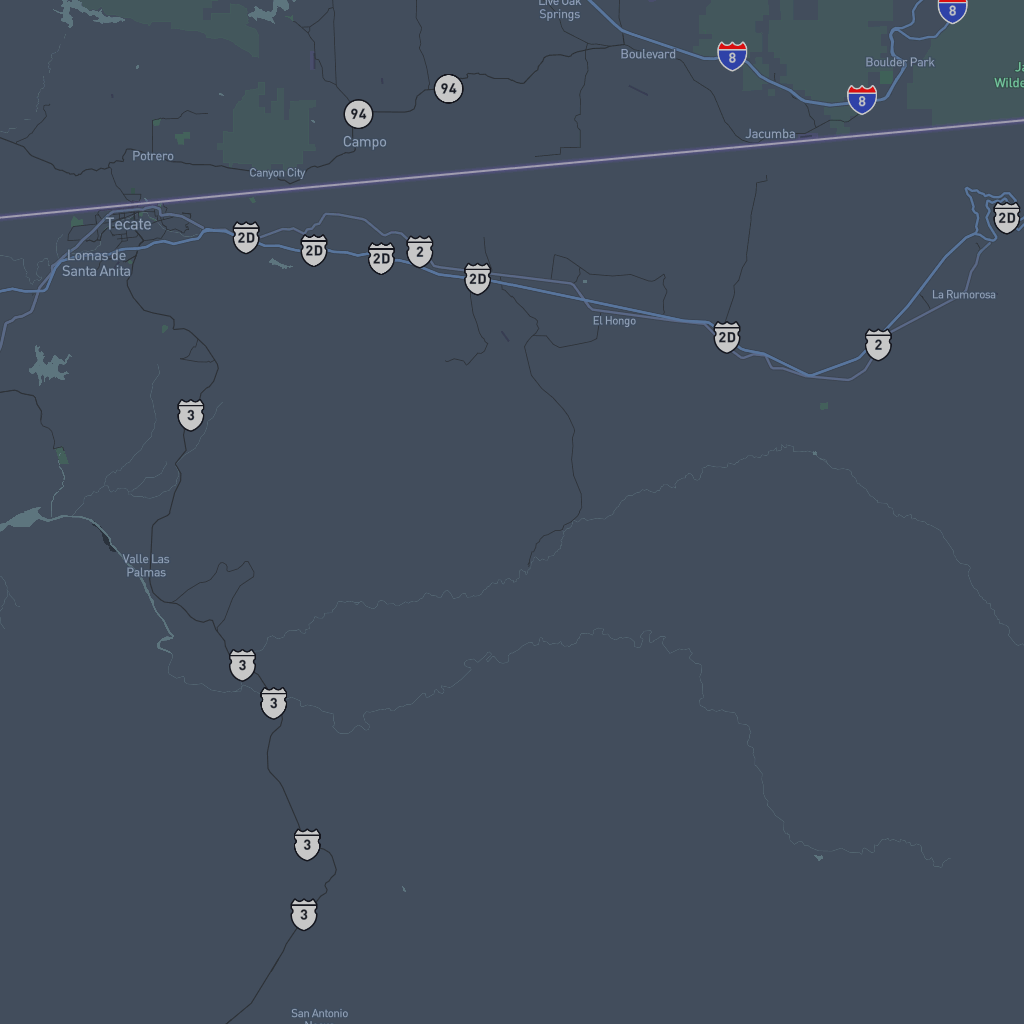 Live Oak
Springs
8
Boulevard
8
Boulder Park
Ja
Wilde
94
8
94
Campo
Jacumba
Potrero
Canyon City
Tecate
2D
2D
2D
2
2D
2D
Lomas de
Santa Anita
La Rumorosa
El Hongo
2D
2
3
Valle Las
Palmas
3
3
3
3
San Antonio